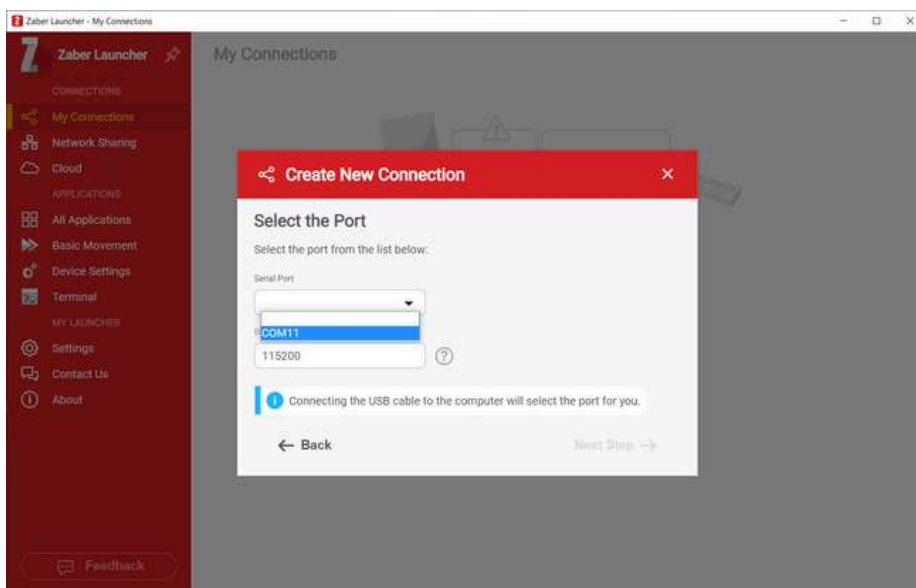 Zaber Launcher - My Connections
Zaber Launcher
My Connections
CONNECTIONS
My Connections
Network Sharing
Cloud
APPLICATIONS
All Applications
Basic Movement
Device Settings
Terminal
MY LAUNCHER
Settings
Contact Us
About
Feedback
Create New Connection
Select the Port
Select the port from the list below:
Serial Port
COM11
115200
Connecting the USB cable to the computer will select the port for you.
Back
Next Step